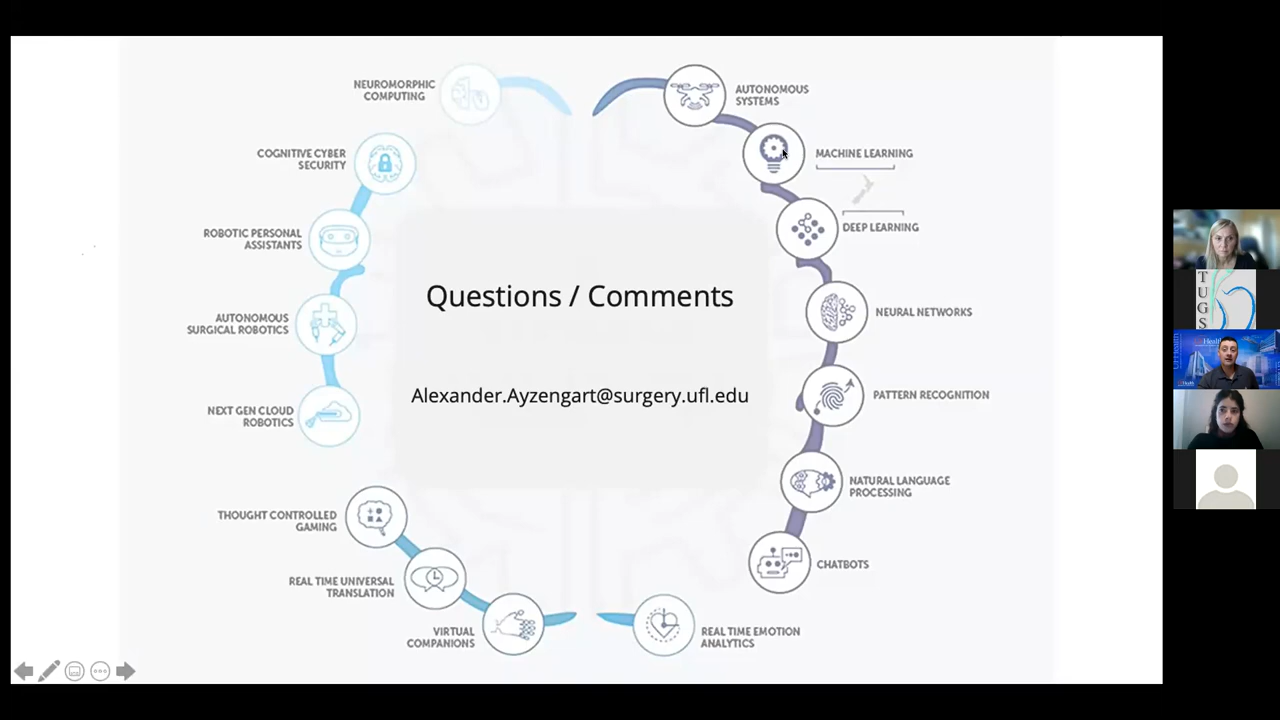 NEUROMORPHIC
COMPUTING
AUTONOMOUS
SYSTEMS
COGNITIVE CYBER
SECURITY
MACHINE LEARNING
ROBOTIC PERSONAL
ASSISTANTS
DEEP LEARNING
Questions / Comments
AUTONOMOUS
SURGICAL ROBOTICS
NEURAL NETWORKS
Alexander.Ayzengart@surgery.ufl.edu
PATTERN RECOGNITION
NEXT GEN CLOUD
ROBOTICS
NATURAL LANGUAGE
PROCESSING
THOUGHT CONTROLLED
GAMING
CHATBOTS
REAL TIME UNIVERSAL
TRANSLATION
VIRTUAL
COMPANIONS
REAL TIME EMOTION
ANALYTICS
TUGS